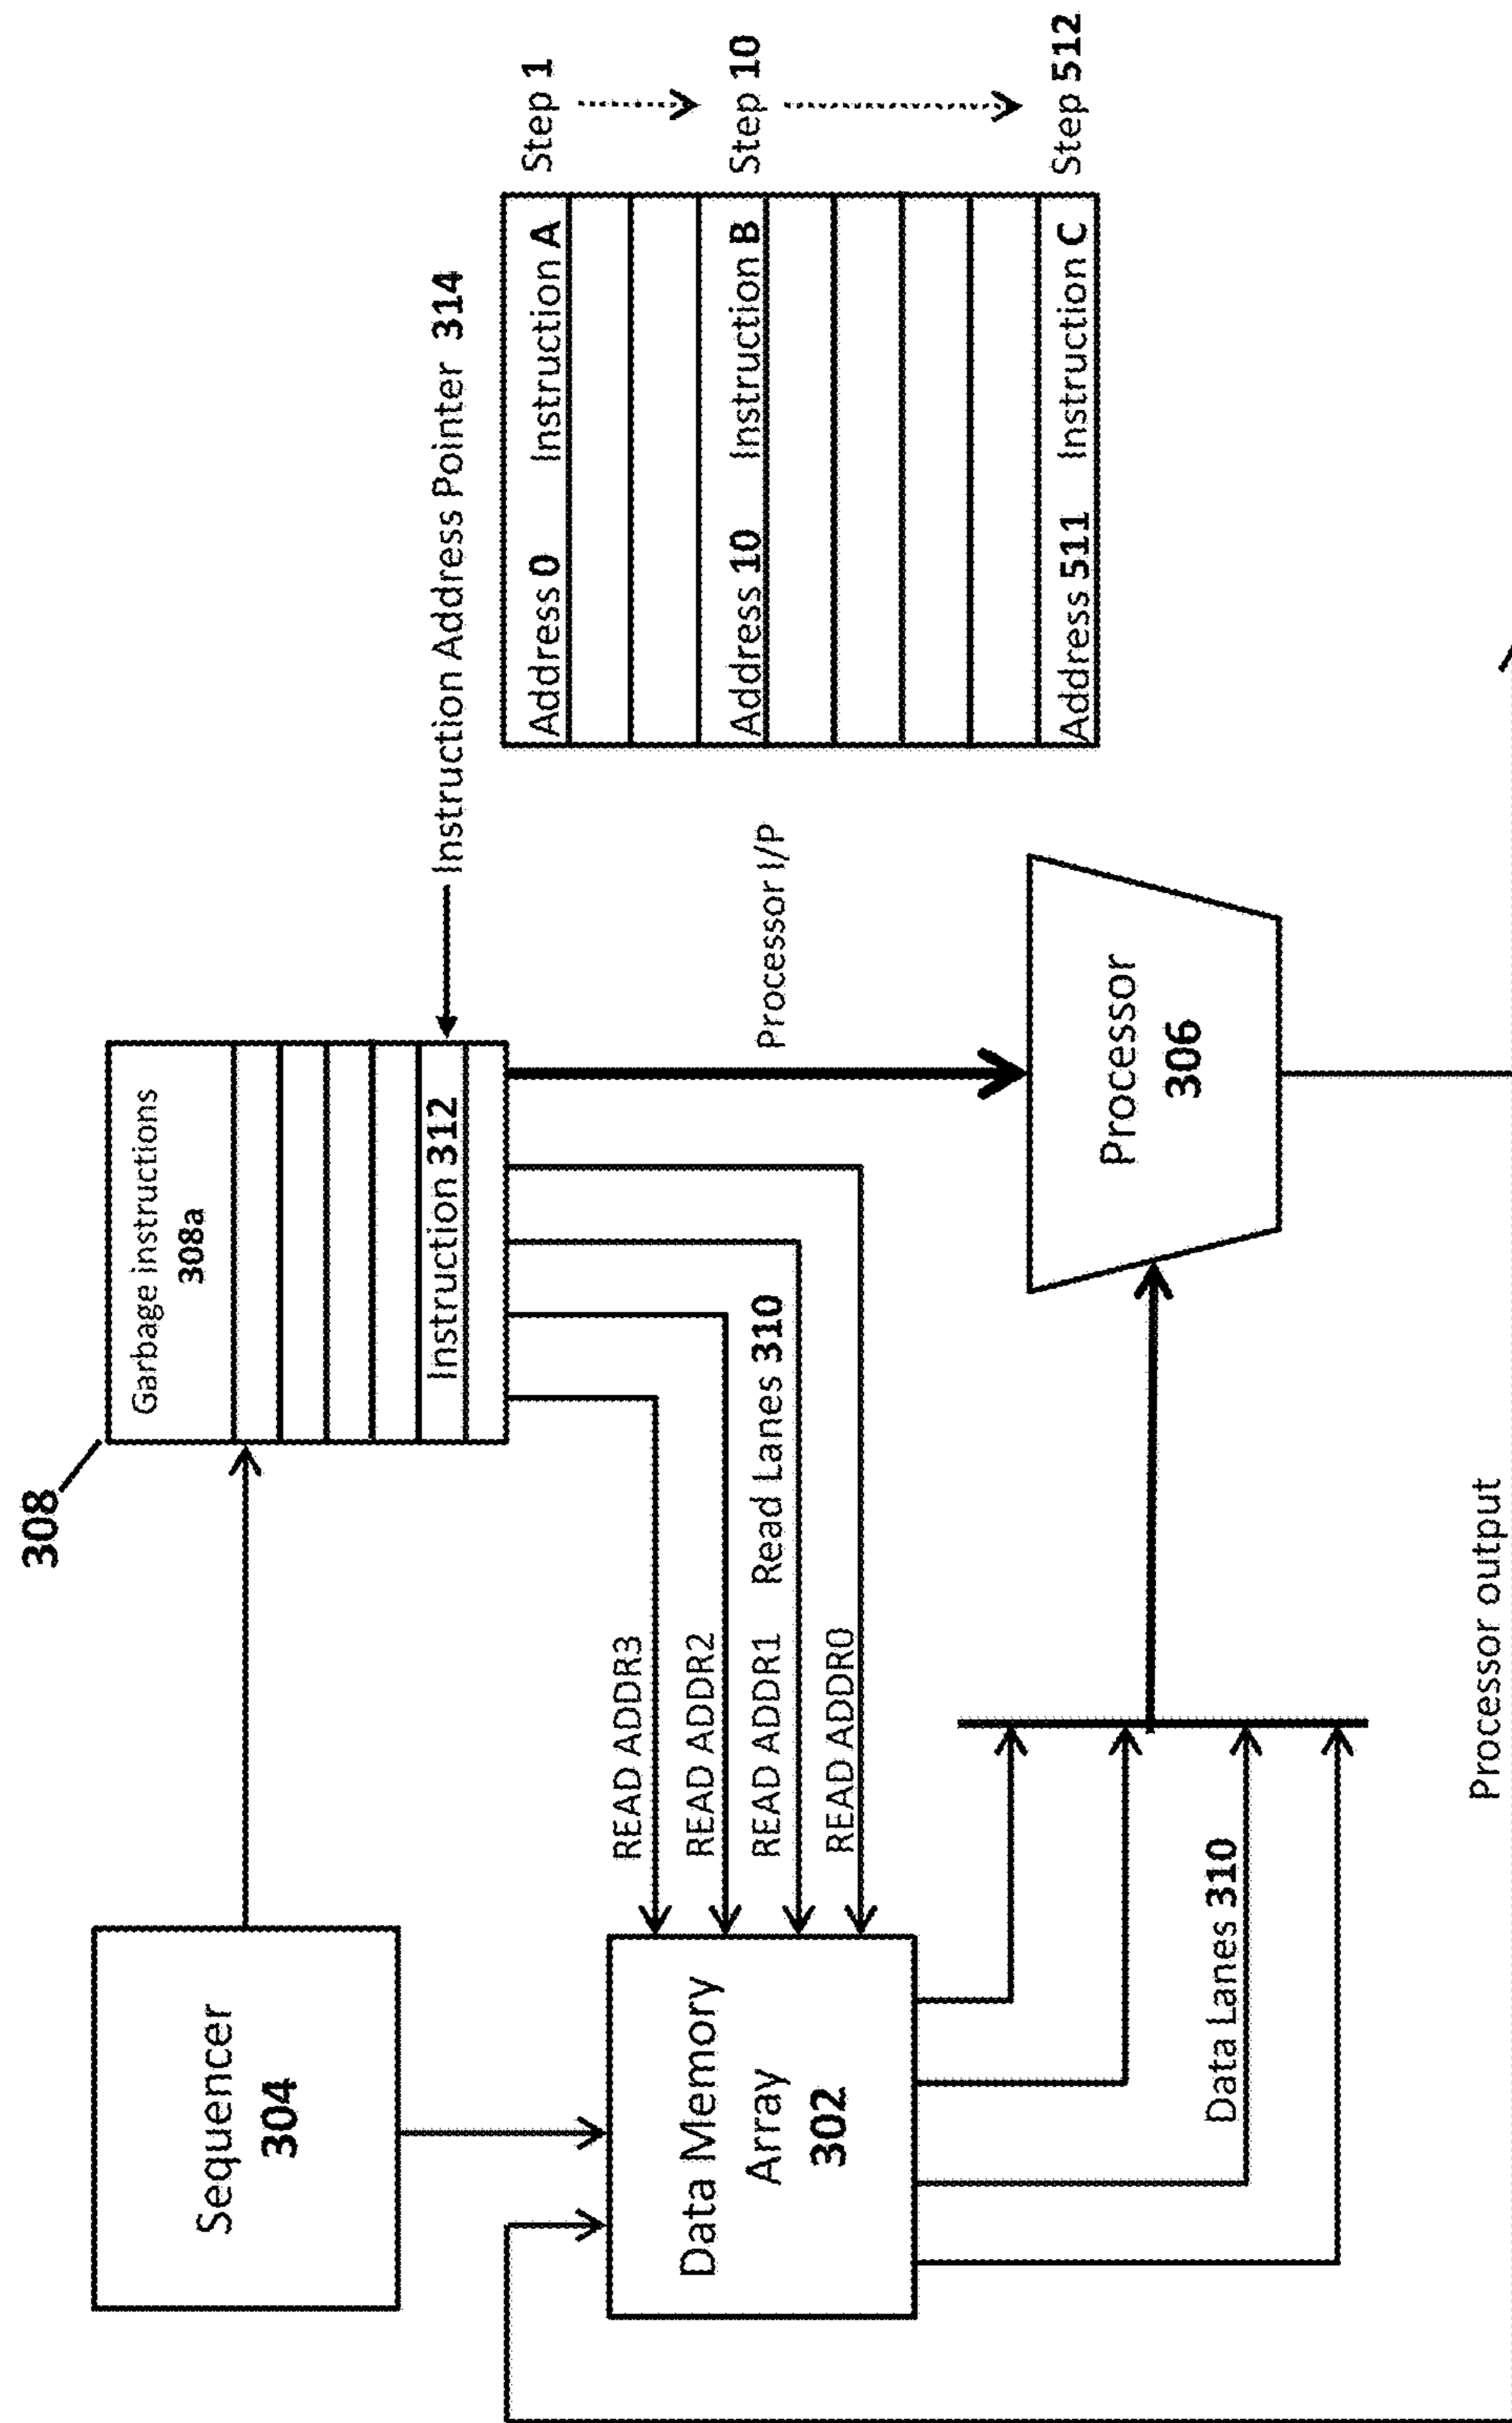 308
Sequencer
304
Garbage instructions
308a
Instruction 312
Instruction Address Pointer 314
Address 0 Instruction A Step 1
Address 10 Instruction B Step 10
Address 511 Instruction C Step 512
READ ADDR3
READ ADDR2
READ ADDR1 Read Lanes 310
READ ADDR0
Processor I/P
Data Memory
Array
302
Processor
306
Data Lanes 310
Processor output